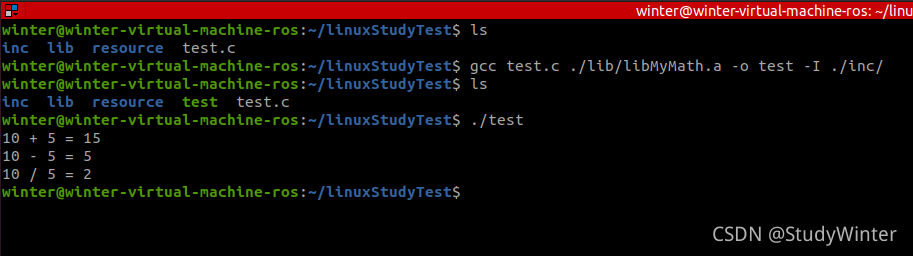 winter@winter-virtual-machine-ros: ~/linu
winter@winter-virtual-machine-ros:~/linuxStudyTest$ ls
inc lib resource test.c
winter@winter-virtual-machine-ros:~/linuxStudyTest$ gcc test.c ./lib/libMyMath.a -o test -I ./inc/
winter@winter-virtual-machine-ros:~/linuxStudyTest$ ls
inc lib resource test test.c
winter@winter-virtual-machine-ros:~/linuxStudyTest$ ./test
10 + 5 = 15
10 - 5 = 5
10 / 5 = 2
winter@winter-virtual-machine-ros:~/linuxStudyTest$
CSDN @StudyWinter